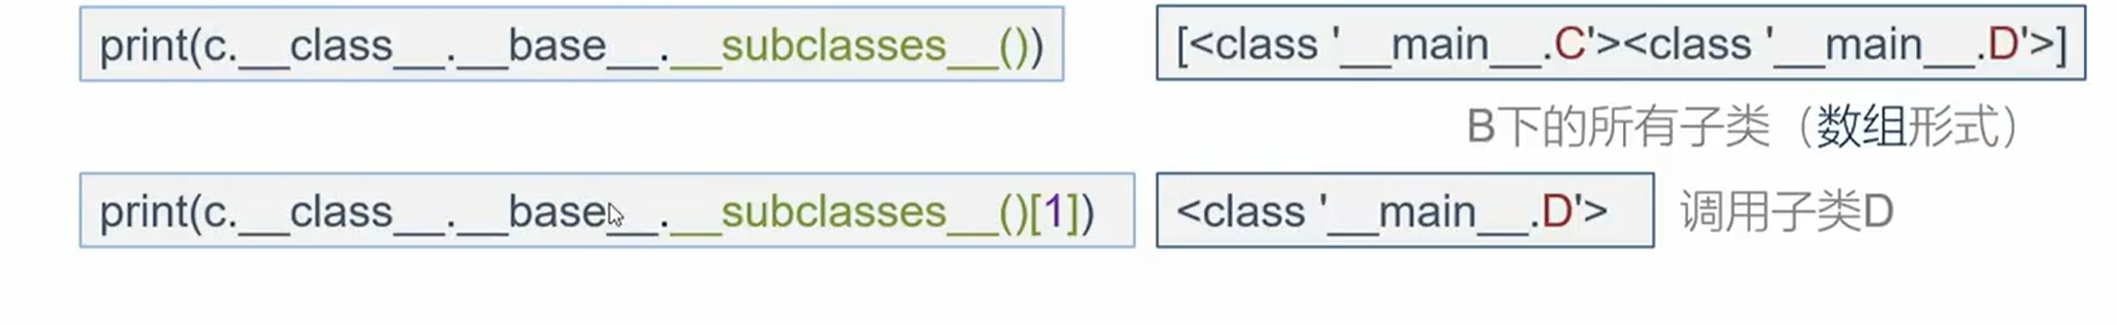 print(c.__class__.__base__.__subclasses__())
[<class '__main__.C'><class '__main__.D'>]
B下的所有子类（数组形式）
print(c.__class__.__base__.__subclasses__()[1])
<class '__main__.D'>
调用子类D